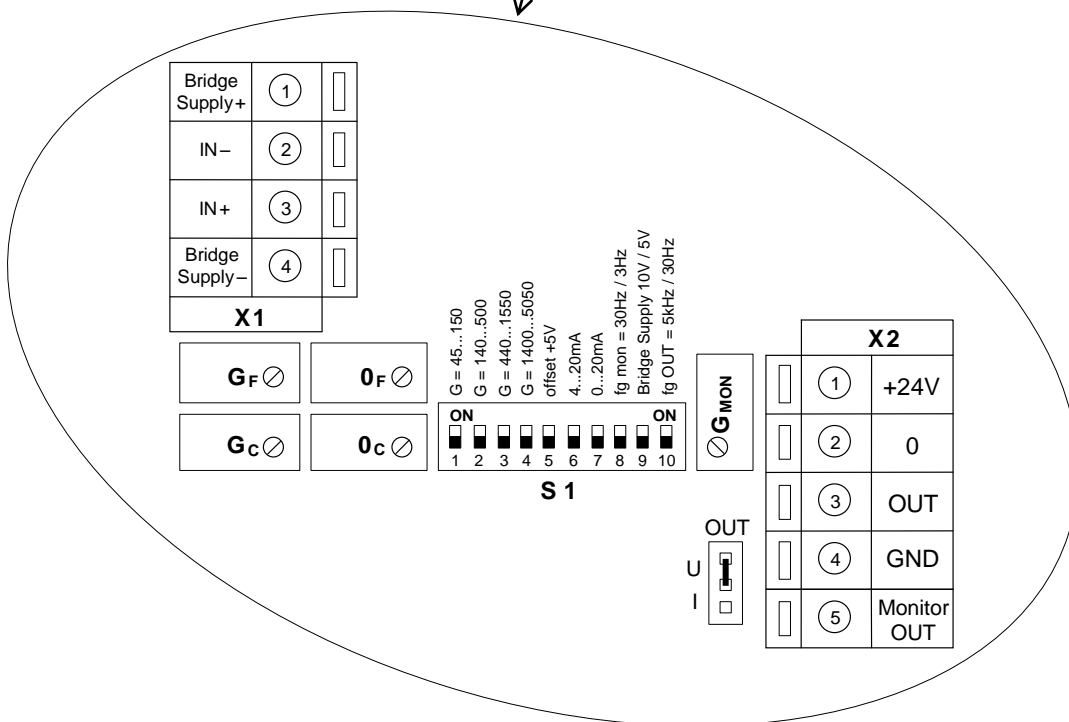 Bridge
Supply+
1
IN–
2
IN+
3
Bridge
Supply–
4
X1
GF
0F
GC
0C
G = 45...150
G = 140...500
G = 440...1550
G = 1400...5050
offset +5V
4...20mA
0...20mA
fg mon = 30Hz / 3Hz
Bridge Supply 10V / 5V
fg OUT = 5kHz / 30Hz
ON ON
1 2 3 4 5 6 7 8 9 10
S 1
GMON
OUT
U
I
X2
1 +24V
2 0
3 OUT
4 GND
5 Monitor
OUT